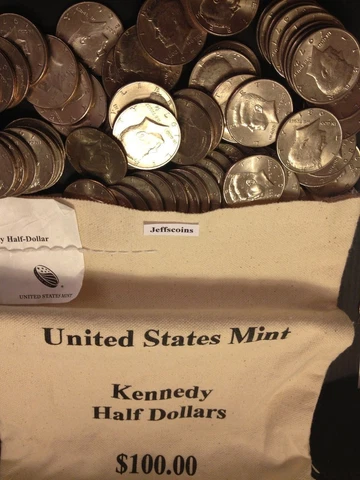 Jeffscoins
y Half-Dollar
UNITED STATES MINT
United States Mint
Kennedy
Half Dollars
$100.00